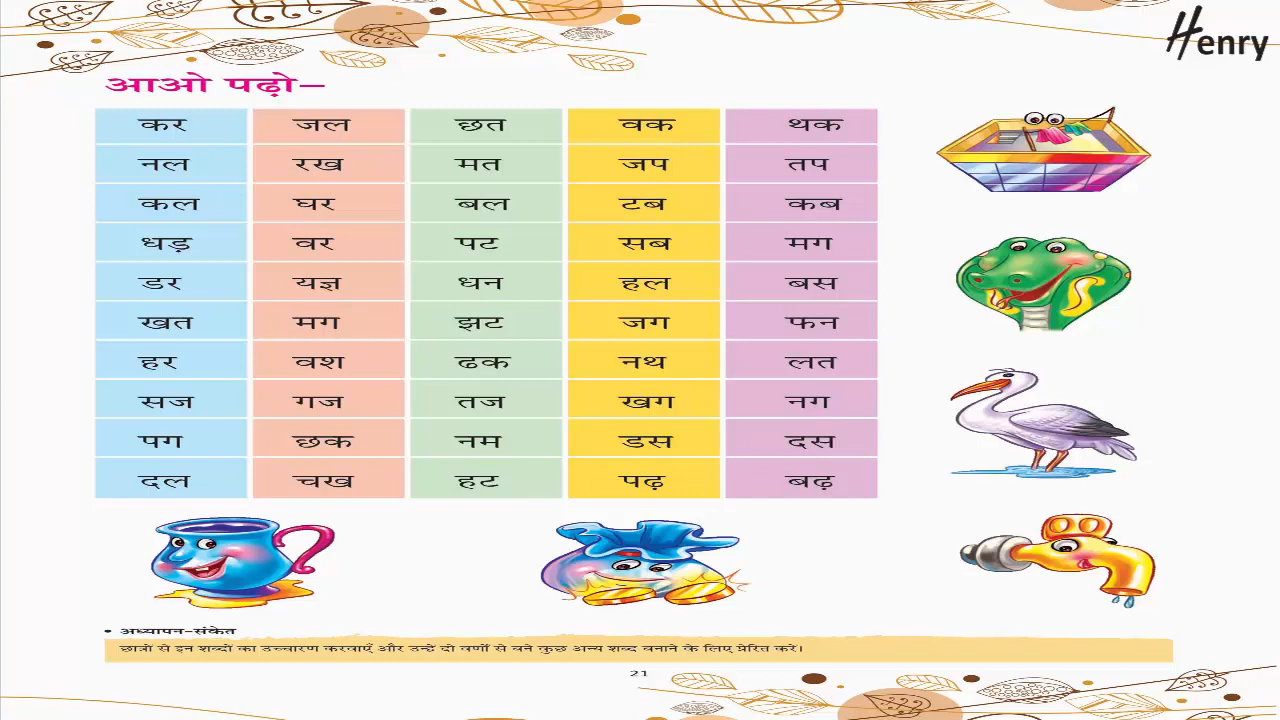 Henry
आओ पढ़ो–
कर जल छत वक थक
नल रख मत जप तप
कल घर बल टब कब
धड़ वर पट सब मग
डर यज्ञ धन हल बस
खत मग झट जग फन
हर वश ढक नथ लत
सज गज तज खग नग
पग छक नम डस दस
दल चख हट पढ़ बढ़
• अध्यापन-संकेत
छात्रों से इन शब्दों का उच्चारण करवाएँ और उन्हें दो वर्णों से बने कुछ अन्य शब्द बनाने के लिए प्रेरित करें।
21